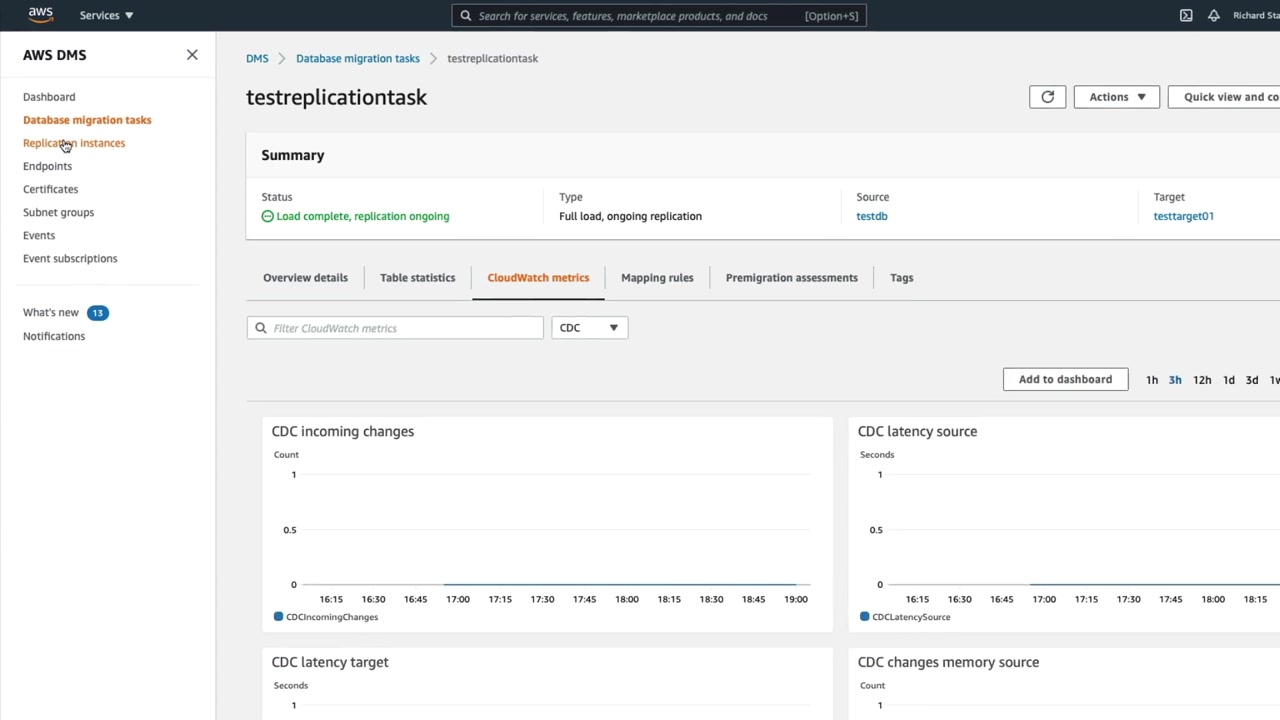 aws Services Search for services, features, marketplace products, and docs [Option+S] Richard Sta
AWS DMS
Dashboard
Database migration tasks
Replication instances
Endpoints
Certificates
Subnet groups
Events
Event subscriptions
What's new 13
Notifications
DMS Database migration tasks testreplicationtask
testreplicationtask
Actions Quick view and co
Summary
Status Type Source Target
Load complete, replication ongoing Full load, ongoing replication testdb testtarget01
Overview details Table statistics CloudWatch metrics Mapping rules Premigration assessments Tags
Filter CloudWatch metrics CDC
Add to dashboard 1h 3h 12h 1d 3d 1w
CDC incoming changes
Count
1
0.5
0
16:15 16:30 16:45 17:00 17:15 17:30 17:45 18:00 18:15 18:30 18:45 19:00
CDCIncomingChanges
CDC latency source
Seconds
1
0.5
0
16:15 16:30 16:45 17:00 17:15 17:30 17:45 18:00 18:15
CDCLatencySource
CDC latency target
Seconds
1
CDC changes memory source
Count
1